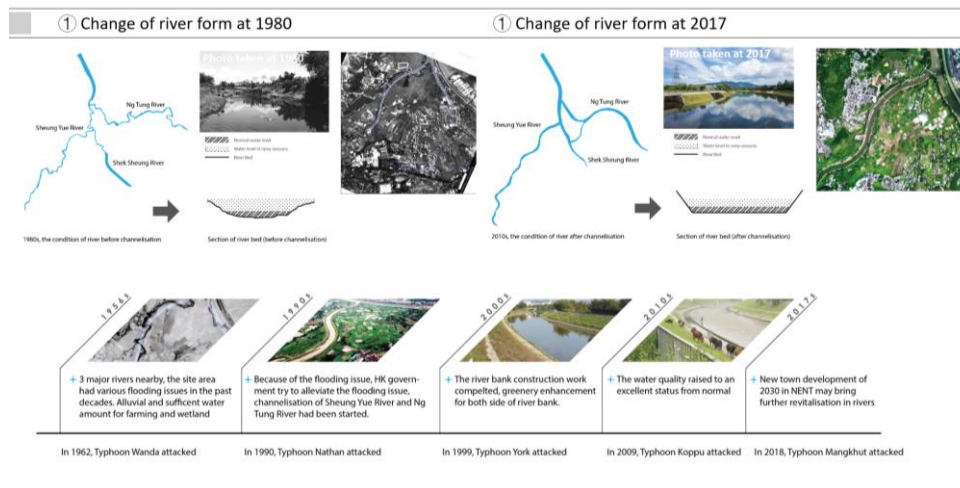 ① Change of river form at 1980
① Change of river form at 2017
Ng Tung River
Sheung Yue River
Shek Sheung River
Photo taken at 1980
Normal water level
Water level in rainy seasons
River Bed
1980s, the condition of river before channelisation
Section of river bed (before channelisation)
Ng Tung River
Sheung Yue River
Shek Sheung River
Photo taken at 2017
Normal water level
Water level in rainy seasons
River Bed
2010s, the condition of river after channelisation
Section of river bed (after channelisation)
1956s
+ 3 major rivers nearby, the site area
had various flooding issues in the past
decades. Alluvial and sufficent water
amount for farming and wetland
In 1962, Typhoon Wanda attacked
1990s
+ Because of the flooding issue, HK govern-
ment try to alleviate the flooding issue,
channelisation of Sheung Yue River and Ng
Tung River had been started.
In 1990, Typhoon Nathan attacked
2000s
+ The river bank construction work
compelted, greenery enhancement
for both side of river bank.
In 1999, Typhoon York attacked
2010s
+ The water quality raised to an
excellent status from normal
In 2009, Typhoon Koppu attacked
2017s
+ New town development of
2030 in NENT may bring
further revitalisation in rivers
In 2018, Typhoon Mangkhut attacked